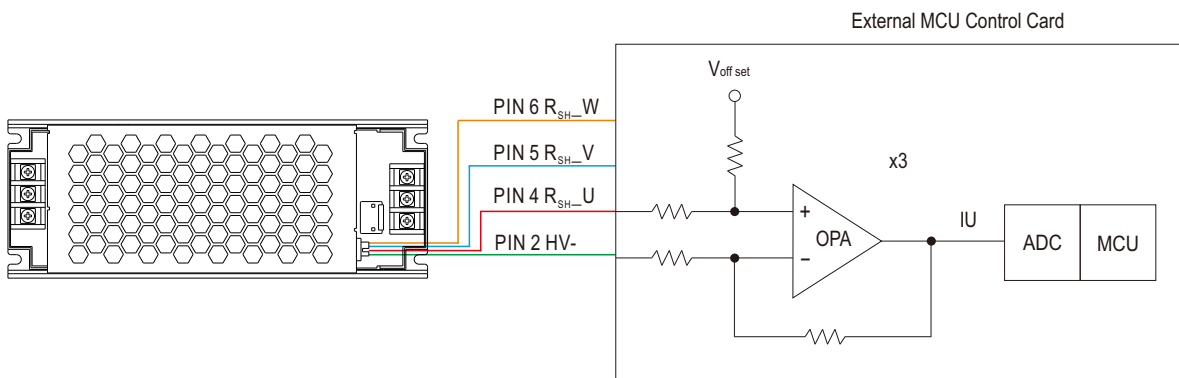 External MCU Control Card
Voff set
PIN 6 RSH_W
PIN 5 RSH_V
x3
PIN 4 RSH_U
+
OPA
IU
ADC
MCU
PIN 2 HV-
−